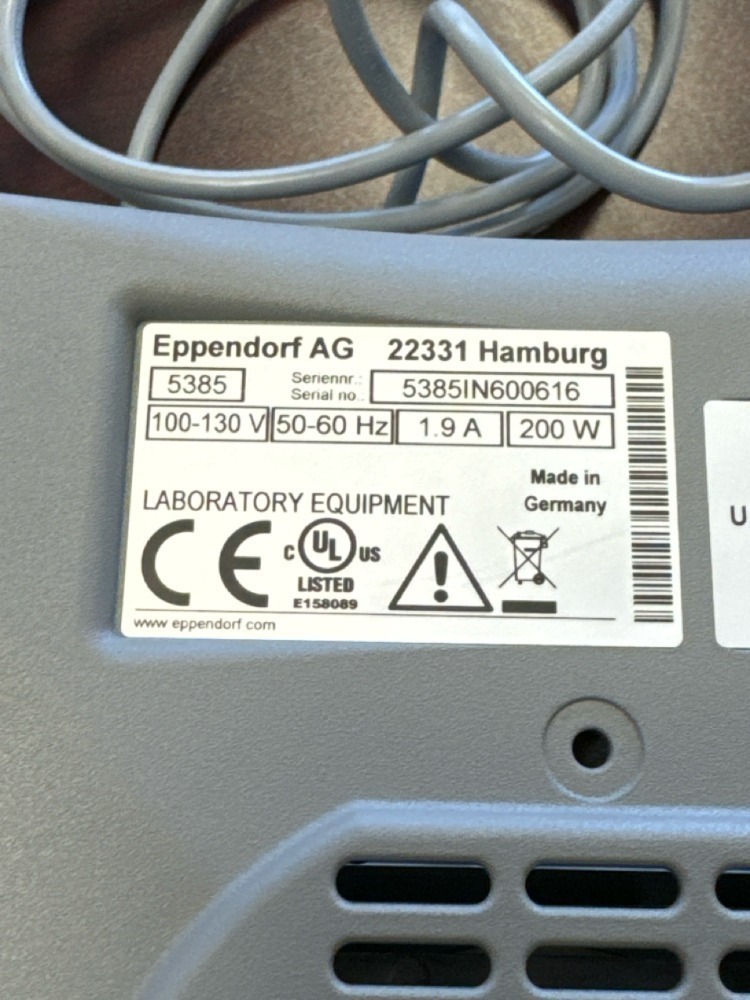 Eppendorf AG 22331 Hamburg
5385 Seriennr.: 5385IN600616
Serial no.:
100-130 V 50-60 Hz 1.9 A 200 W
Made in
LABORATORY EQUIPMENT Germany
CE C UL US
LISTED
E158089
www.eppendorf.com
U